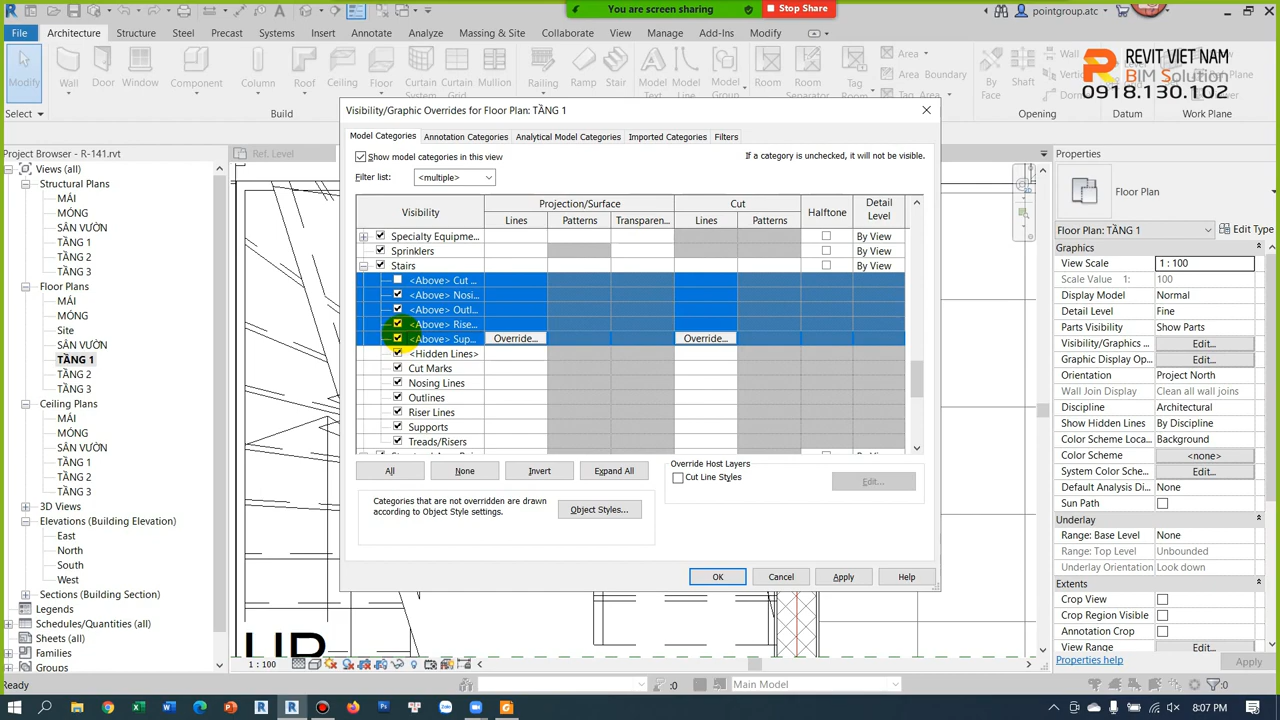 You are screen sharing
Stop Share
pointgroup.atc
File
Architecture
Structure
Steel
Precast
Systems
Insert
Annotate
Analyze
Massing & Site
Collaborate
View
Manage
Add-Ins
Modify
REVIT VIET NAM
BIM Solution
0918.130.102
Modify
Wall
Door
Window
Component
Column
Roof
Ceiling
Floor
Curtain
Curtain
Grid
Mullion
Railing
Ramp
Stair
Model
Model
Model
Group
Room
Room
Tag
Area
Area Boundary
By
Face
Shaft
Wall
Select
Build
Opening
Datum
Work Plane
Project Browser - R-141.rvt
Ref. Level
Views (all)
Structural Plans
MÁI
MÓNG
SÂN VƯỜN
TẦNG 1
TẦNG 2
TẦNG 3
Floor Plans
MÁI
MÓNG
Site
SÂN VƯỜN
TẦNG 1
TẦNG 2
TẦNG 3
Ceiling Plans
MÁI
MÓNG
SÂN VƯỜN
TẦNG 1
TẦNG 2
TẦNG 3
3D Views
Elevations (Building Elevation)
East
North
South
West
Sections (Building Section)
Legends
Schedules/Quantities (all)
Sheets (all)
Families
Groups
Visibility/Graphic Overrides for Floor Plan: TẦNG 1
Model Categories
Annotation Categories
Analytical Model Categories
Imported Categories
Filters
Show model categories in this view
If a category is unchecked, it will not be visible.
Filter list:
<multiple>
Visibility
Projection/Surface
Cut
Halftone
Detail
Level
Lines
Patterns
Transparen...
Lines
Patterns
Specialty Equipme...
By View
Sprinklers
By View
Stairs
By View
<Above> Cut ...
<Above> Nosi...
<Above> Outl...
<Above> Rise...
<Above> Sup...
Override...
Override...
<Hidden Lines>
Cut Marks
Nosing Lines
Outlines
Riser Lines
Supports
Treads/Risers
All
None
Invert
Expand All
Override Host Layers
Cut Line Styles
Edit...
Categories that are not overridden are drawn
according to Object Style settings.
Object Styles...
OK
Cancel
Apply
Help
UP
Properties
Floor Plan
Floor Plan: TẦNG 1
Edit Type
Graphics
View Scale
1 : 100
Scale Value 1:
100
Display Model
Normal
Detail Level
Fine
Parts Visibility
Show Original
Visibility/Graphics ...
Edit...
Graphic Display Op...
Edit...
Orientation
Project North
Wall Join Display
Clean all wall joins
Discipline
Architectural
Show Hidden Lines
By Discipline
Color Scheme Loca...
Background
Color Scheme
<none>
System Color Sche...
Edit...
Default Analysis Di...
None
Sun Path
Underlay
Range: Base Level
None
Range: Top Level
Unbounded
Underlay Orientation
Look down
Extents
Crop View
Crop Region Visible
Annotation Crop
View Range
Edit...
Properties help
Apply
1 : 100
Ready
:0
Main Model
:0
8:07 PM